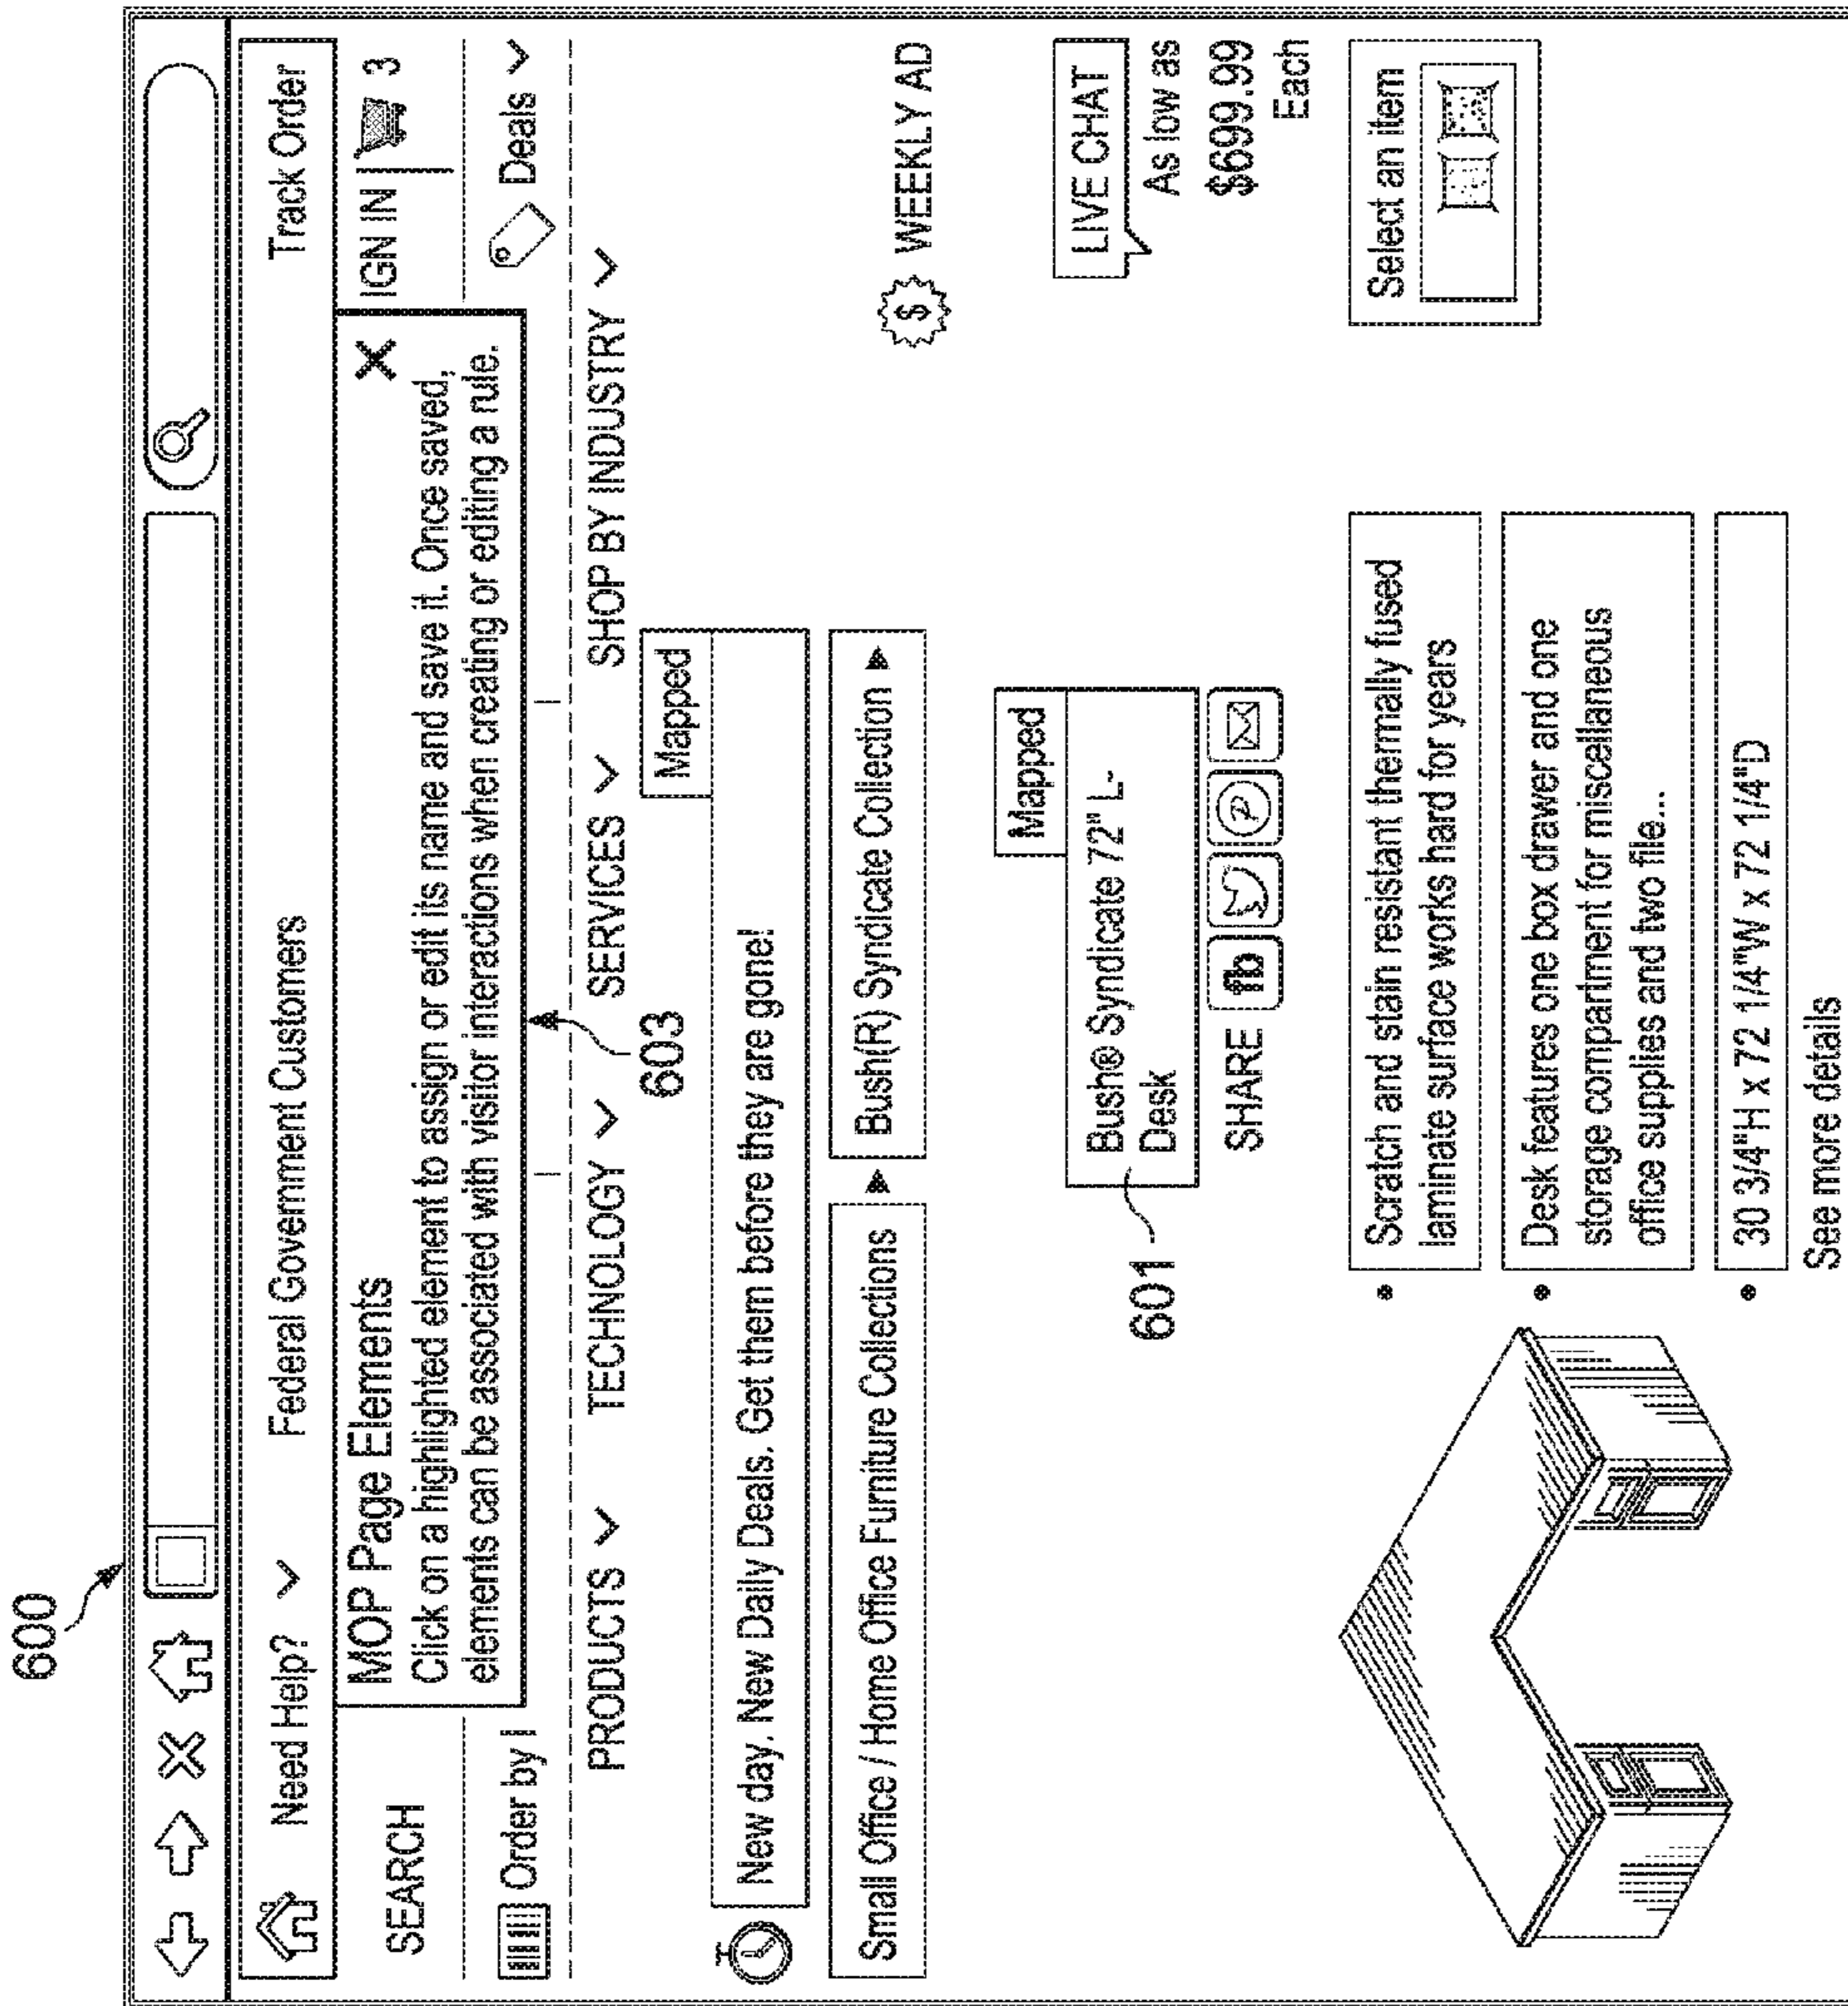 600
Need Help?
Federal Government Customers
Track Order
MOP Page Elements
Click on a highlighted element to assign or edit its name and save it. Once saved,
elements can be associated with visitor interactions when creating or editing a rule.
SEARCH
IGN IN
3
Order by
Deals
603
PRODUCTS
TECHNOLOGY
SERVICES
SHOP BY INDUSTRY
Mapped
New day. New Daily Deals. Get them before they are gone!
Small Office / Home Office Furniture Collections
Bush(R) Syndicate Collection
$ WEEKLY AD
Mapped
601
Bush® Syndicate 72" L-
Desk
SHARE fb
LIVE CHAT
As low as
$699.99
Each
Scratch and stain resistant thermally fused
laminate surface works hard for years
Desk features one box drawer and one
storage compartment for miscellaneous
office supplies and two file...
30 3/4"H x 72 1/4"W x 72 1/4"D
See more details
Select an item